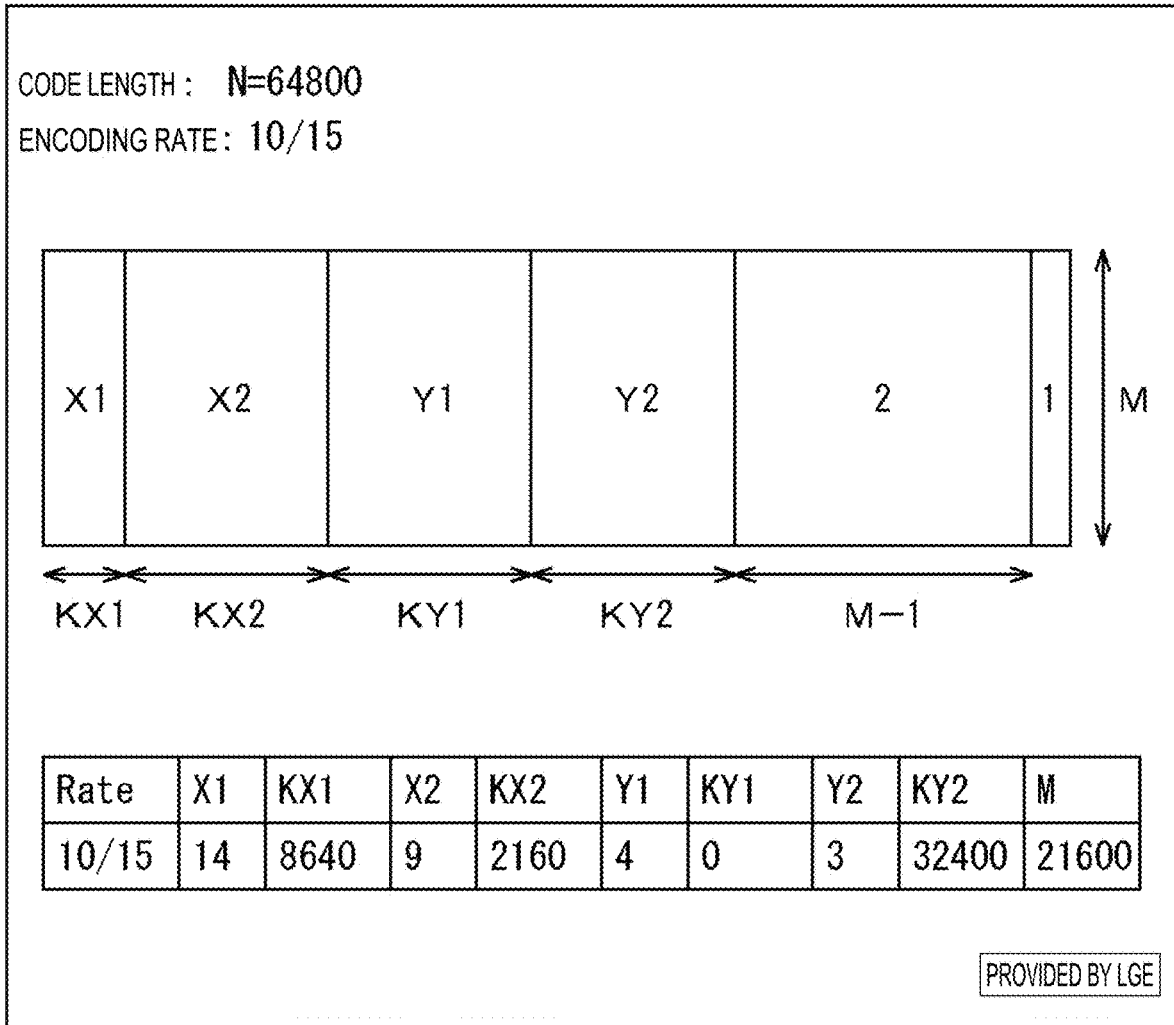 CODE LENGTH : N=64800
ENCODING RATE : 10/15
X1 X2 Y1 Y2 2 1 M
KX1 KX2 KY1 KY2 M−1
Rate X1 KX1 X2 KX2 Y1 KY1 Y2 KY2 M
10/15 14 8640 9 2160 4 0 3 32400 21600
PROVIDED BY LGE